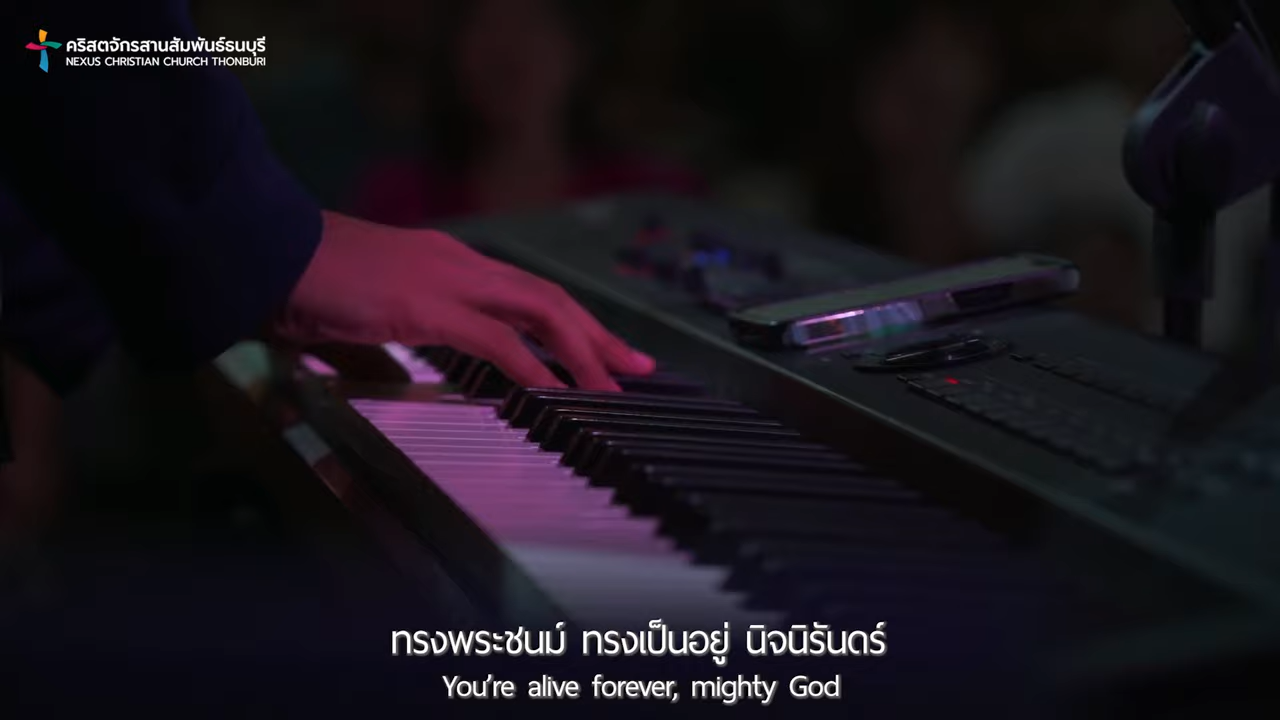 คริสตจักรสานสัมพันธ์ธนบุรี
NEXUS CHRISTIAN CHURCH THONBURI
ทรงพระชนม์ ทรงเป็นอยู่ นิจนิรันดร์
You're alive forever, mighty God